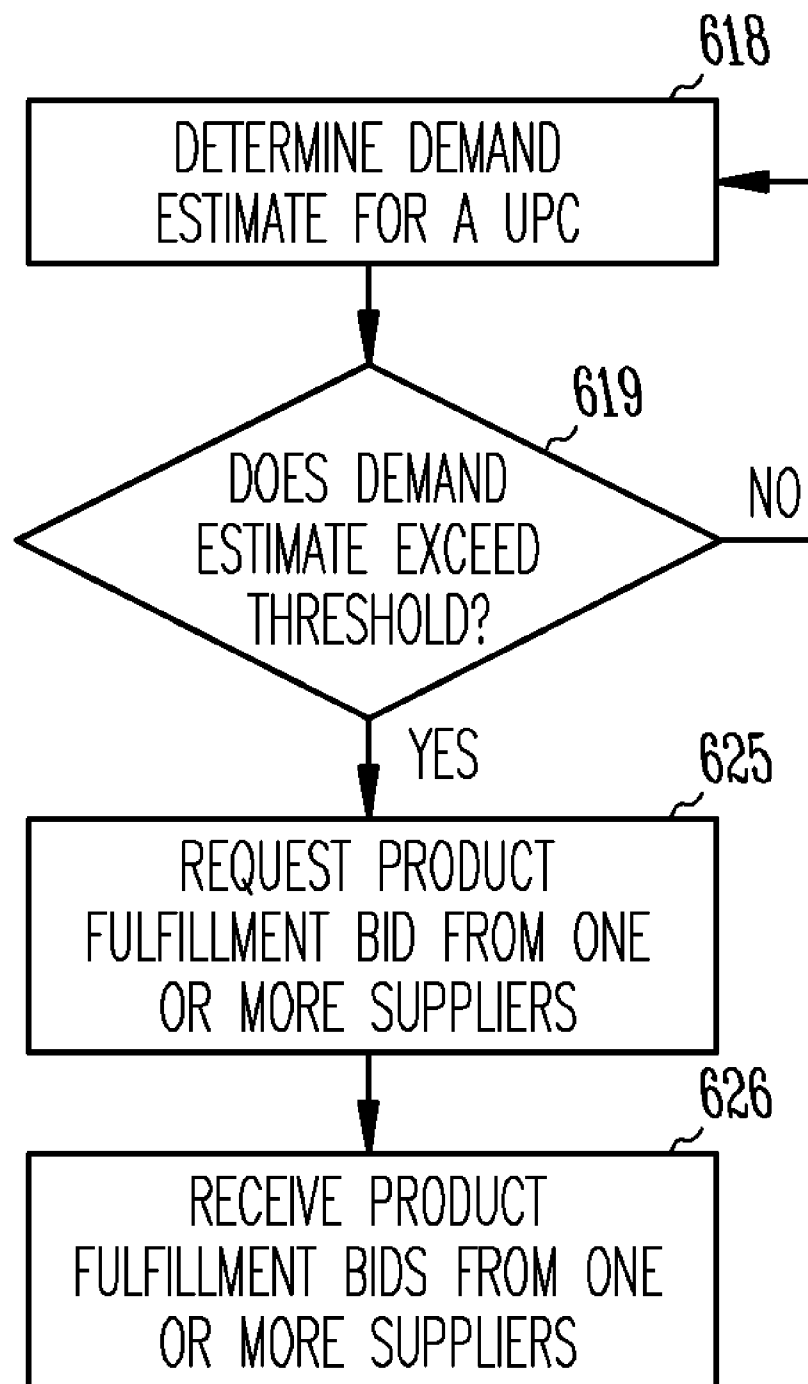 618
DETERMINE DEMAND
ESTIMATE FOR A UPC
619
DOES DEMAND
ESTIMATE EXCEED
THRESHOLD?
NO
YES
625
REQUEST PRODUCT
FULFILLMENT BID FROM ONE
OR MORE SUPPLIERS
626
RECEIVE PRODUCT
FULFILLMENT BIDS FROM ONE
OR MORE SUPPLIERS